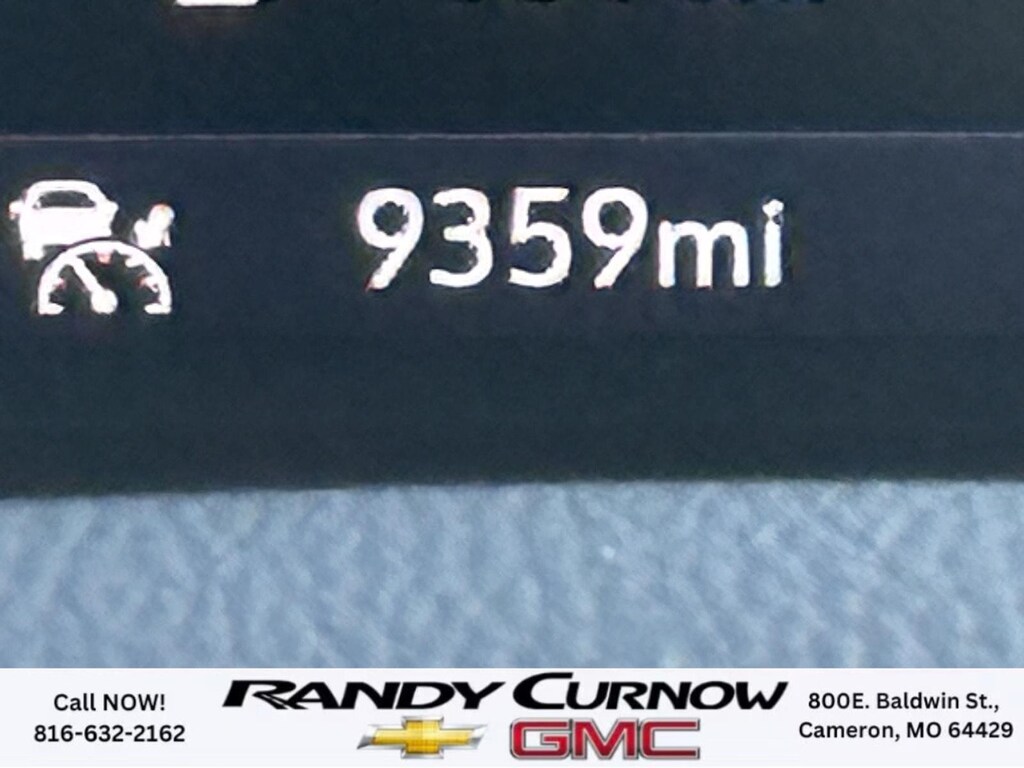 9359mi
Call NOW!
816-632-2162
RANDY CURNOW
GMC
800E. Baldwin St.,
Cameron, MO 64429